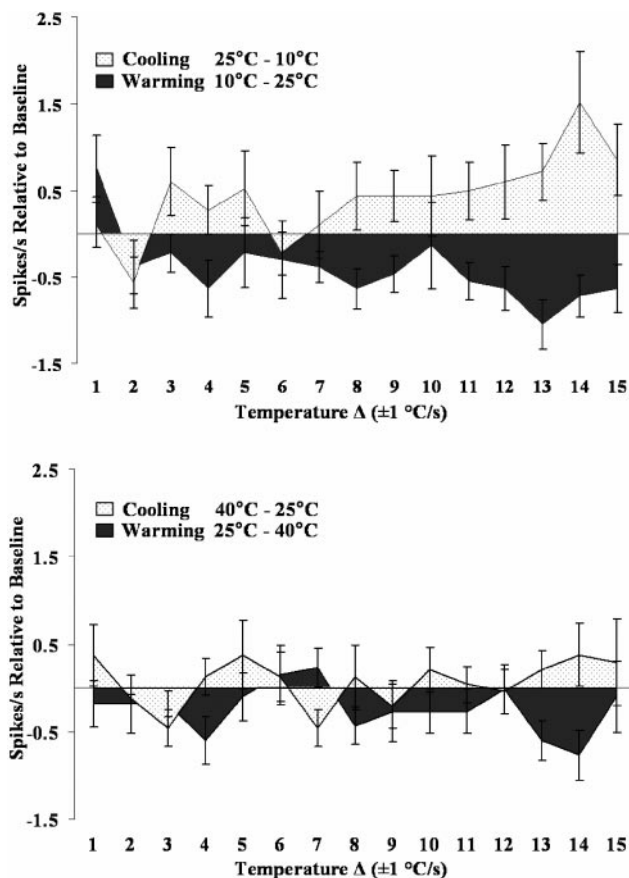 2.5
Cooling 25°C - 10°C
Warming 10°C - 25°C
1.5
0.5
-0.5
-1.5
Spikes/s Relative to Baseline
1 2 3 4 5 6 7 8 9 10 11 12 13 14 15
Temperature Δ (±1 °C/s)
2.5
Cooling 40°C - 25°C
Warming 25°C - 40°C
1.5
0.5
-0.5
-1.5
Spikes/s Relative to Baseline
1 2 3 4 5 6 7 8 9 10 11 12 13 14 15
Temperature Δ (±1 °C/s)